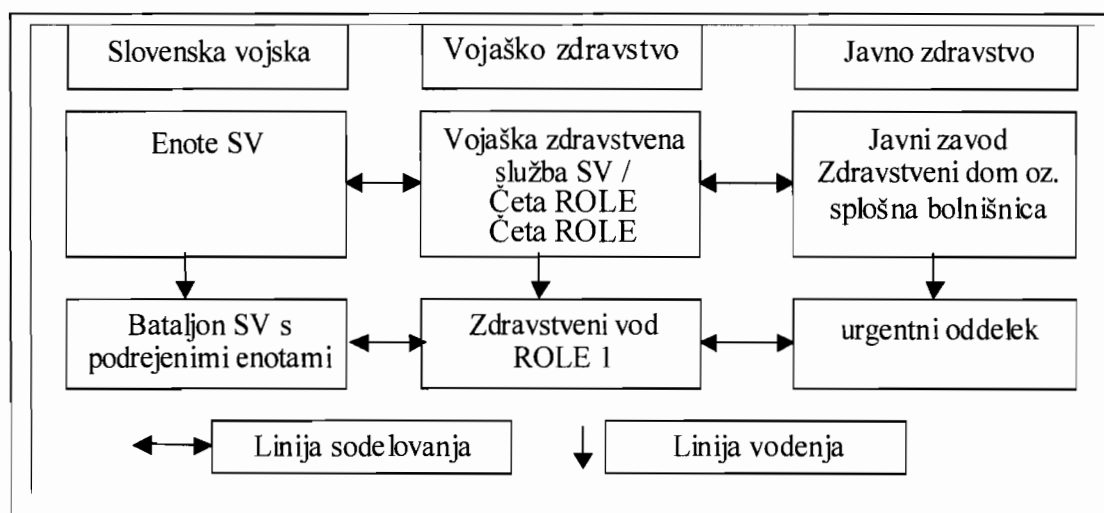 Slovenska vojska
Vojaško zdravstvo
Javno zdravstvo
Enote SV
Vojaška zdravstvena
služba SV /
Četa ROLE
Četa ROLE
Javni zavod
Zdravstveni dom oz.
splošna bolnišnica
Bataljon SV s
podrejenimi enotami
Zdravstveni vod
ROLE 1
urgentni oddelek
Linija sodelovanja
Linija vodenja